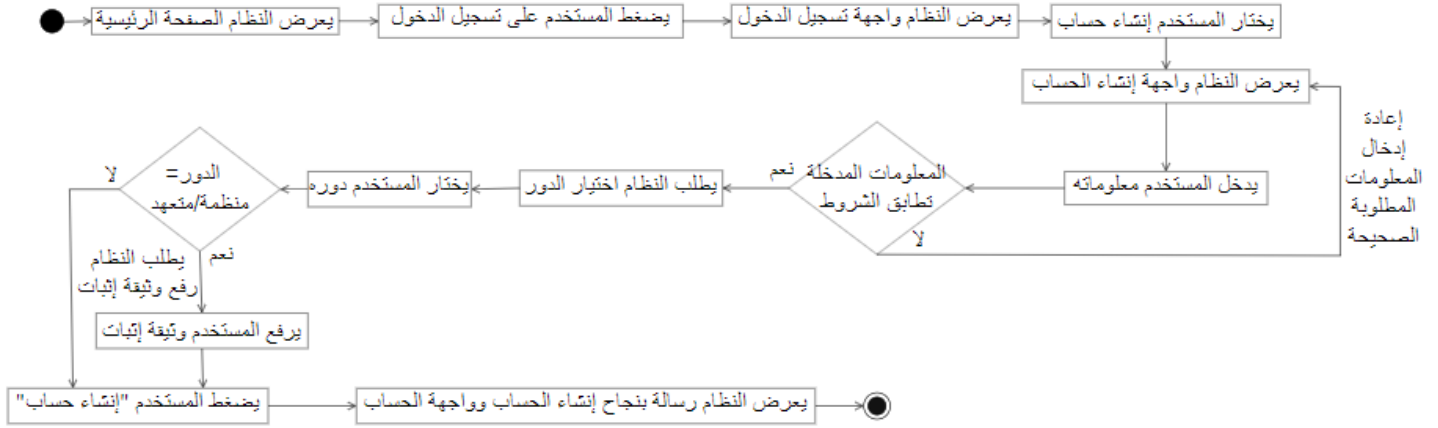 يعرض النظام الصفحة الرئيسية
يضغط المستخدم على تسجيل الدخول
يعرض النظام واجهة تسجيل الدخول
يختار المستخدم إنشاء حساب
يعرض النظام واجهة إنشاء الحساب
إعادة
إدخال
المعلومات
المطلوبة
الصحيحة
يدخل المستخدم معلوماته
المعلومات المدخلة
تطابق الشروط
لا
نعم
يطلب النظام اختيار الدور
يختار المستخدم دوره
الدور=
منظمة/متعهد
لا
نعم
يطلب النظام
رفع وثيقة إثبات
يرفع المستخدم وثيقة إثبات
يضغط المستخدم "إنشاء حساب"
يعرض النظام رسالة بنجاح إنشاء الحساب وواجهة الحساب